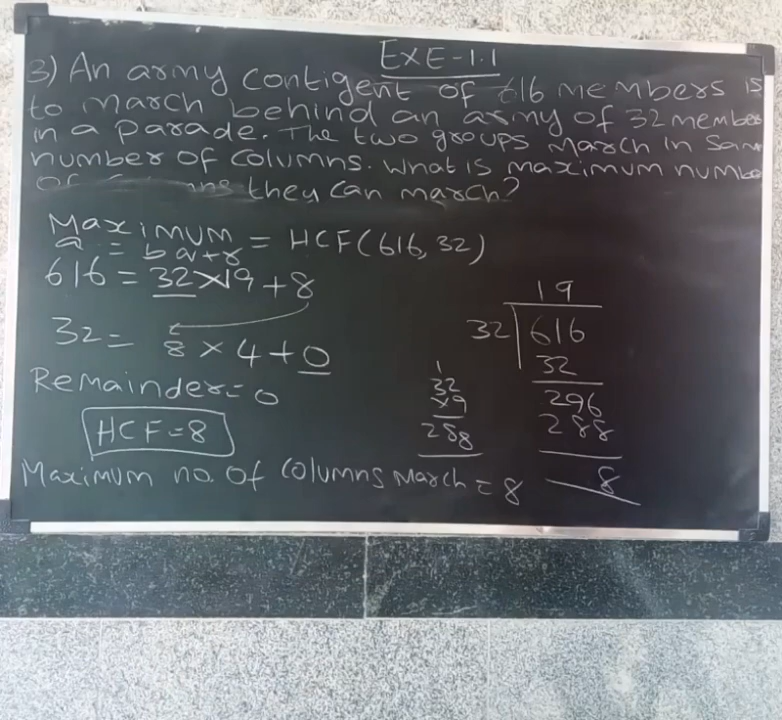 EXE-1.1
3) An army contigent of 616 members is
to march behind an army of 32 member
in a parade. The two groups March in Sam
number of columns. What is maximum numbe
of they can march?
Maximum = HCF(616, 32)
a = bq+r
616 = 32×19+8
32 = 8 × 4 + 0
Remainder = 0
HCF = 8
Maximum no. of columns March = 8
1
32
×9
288
19
32 616
32
296
288
8